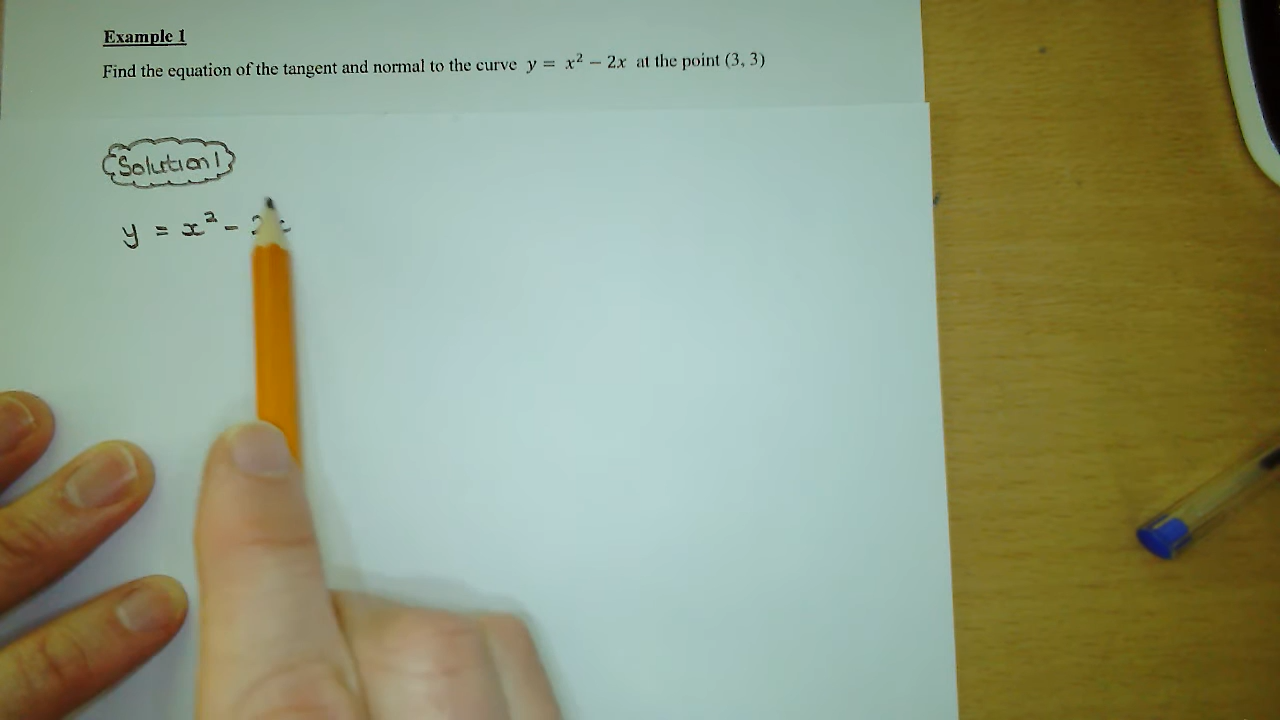 Example 1
Find the equation of the tangent and normal to the curve y = x² − 2x at the point (3, 3)
Solution!
y = x² -